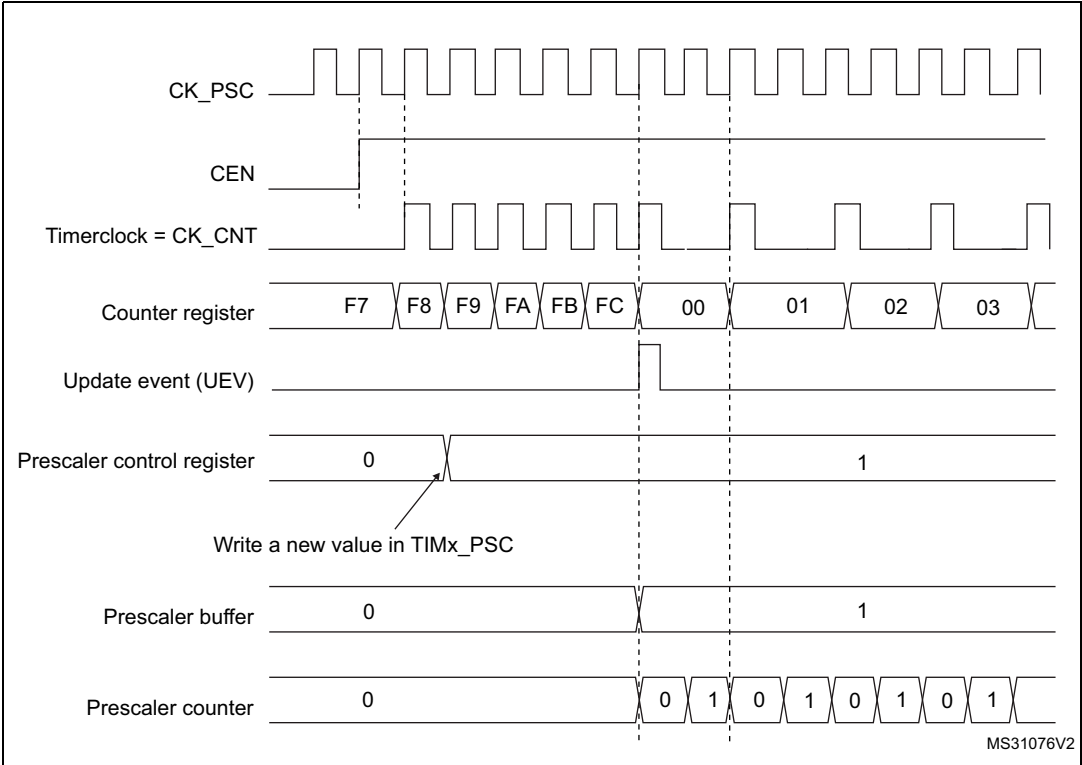 CK_PSC
CEN
Timerclock = CK_CNT
Counter register F7 F8 F9 FA FB FC 00 01 02 03
Update event (UEV)
Prescaler control register 0 1
Write a new value in TIMx_PSC
Prescaler buffer 0 1
Prescaler counter 0 0 1 0 1 0 1 0 1
MS31076V2